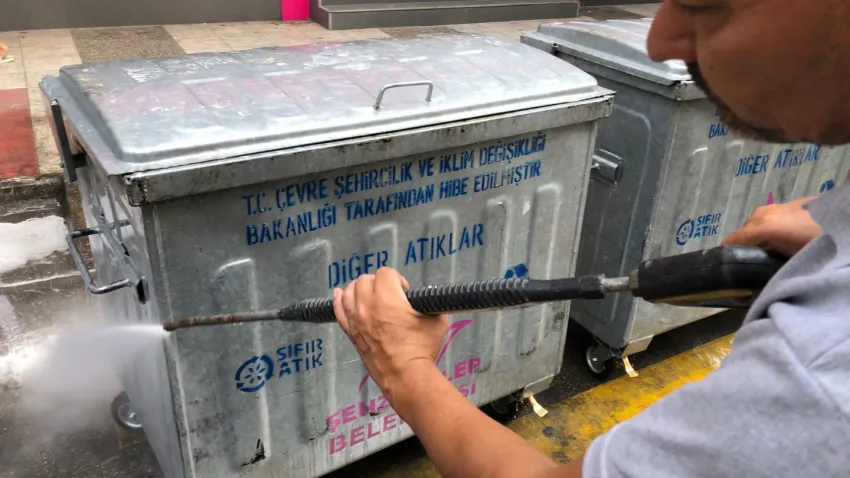 T.C. ÇEVRE ŞEHİRCİLİK VE İKLİM DEĞİŞİKLİĞİ
BAKANLIĞI TARAFINDAN HİBE EDİLMİŞTİR
DİĞER ATIKLAR
SIFIR
ATIK
DİĞER ATIKLAR
SIFIR
ATIK